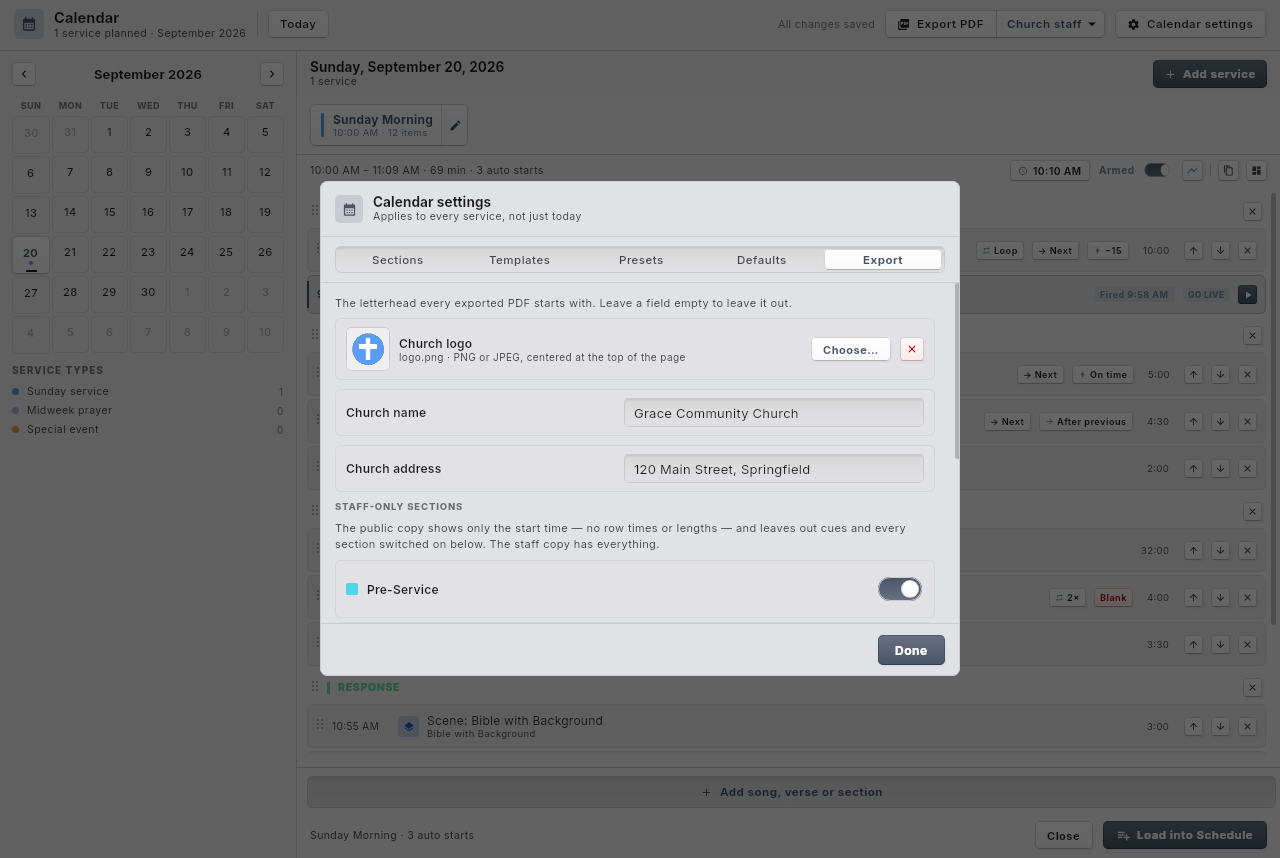 Calendar
1 service planned · September 2026
Today
All changes saved
Export PDF
Church staff
Calendar settings
September 2026
SUN MON TUE WED THU FRI SAT
30 31 1 2 3 4 5
6 7 8 9 10 11 12
13 14 15 16 17 18 19
20 21 22 23 24 25 26
27 28 29 30 1 2 3
4 5 6 7 8 9 10
SERVICE TYPES
Sunday service 1
Midweek prayer 0
Special event 0
Sunday, September 20, 2026
1 service
Add service
Sunday Morning
10:00 AM · 12 items
10:00 AM – 11:09 AM · 69 min · 3 auto starts
10:10 AM
Armed
Loop → Next −15 10:00
Fired 9:58 AM GO LIVE
→ Next On time 5:00
→ Next → After previous 4:30
2:00
32:00
2× Blank 4:00
3:30
RESPONSE
10:55 AM
Scene: Bible with Background
Bible with Background
3:00
+ Add song, verse or section
Sunday Morning · 3 auto starts
Close
Load into Schedule
Calendar settings
Applies to every service, not just today
Sections Templates Presets Defaults Export
The letterhead every exported PDF starts with. Leave a field empty to leave it out.
Church logo
logo.png · PNG or JPEG, centered at the top of the page
Choose...
Church name
Grace Community Church
Church address
120 Main Street, Springfield
STAFF-ONLY SECTIONS
The public copy shows only the start time — no row times or lengths — and leaves out cues and every
section switched on below. The staff copy has everything.
Pre-Service
Done